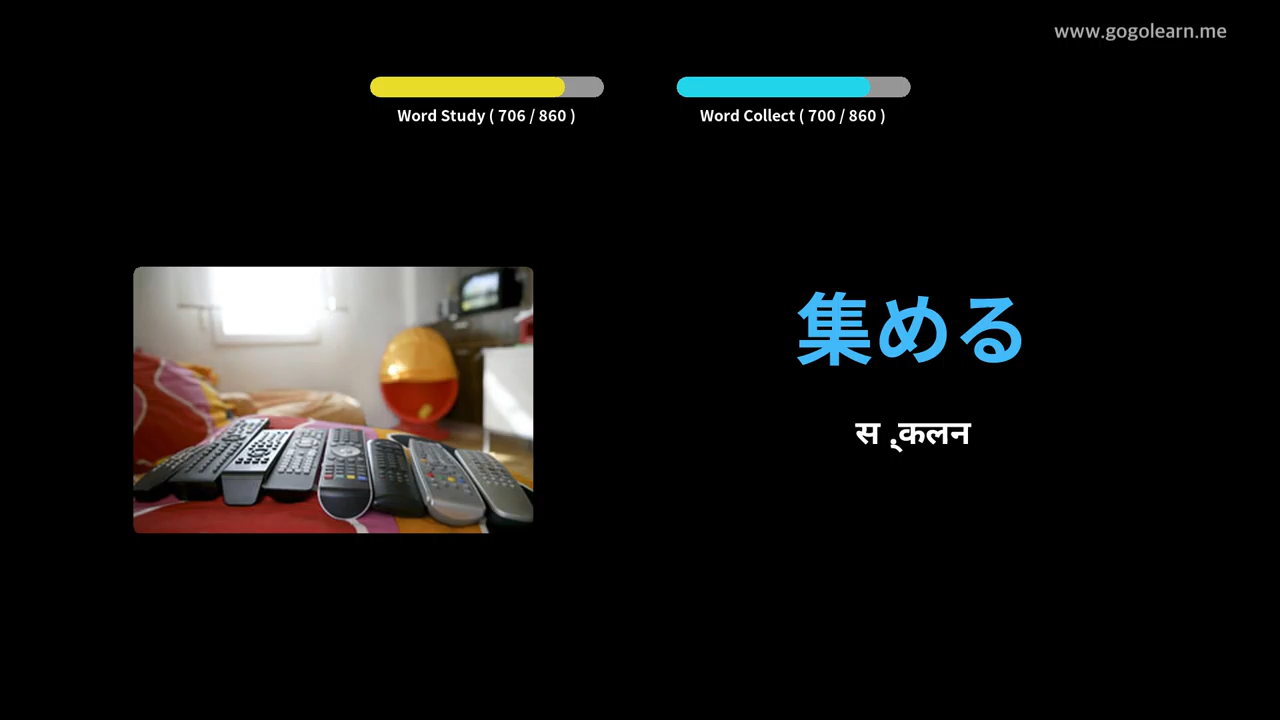 www.gogolearn.me
Word Study ( 706 / 860 )
Word Collect ( 700 / 860 )
集める
स ्.कलन